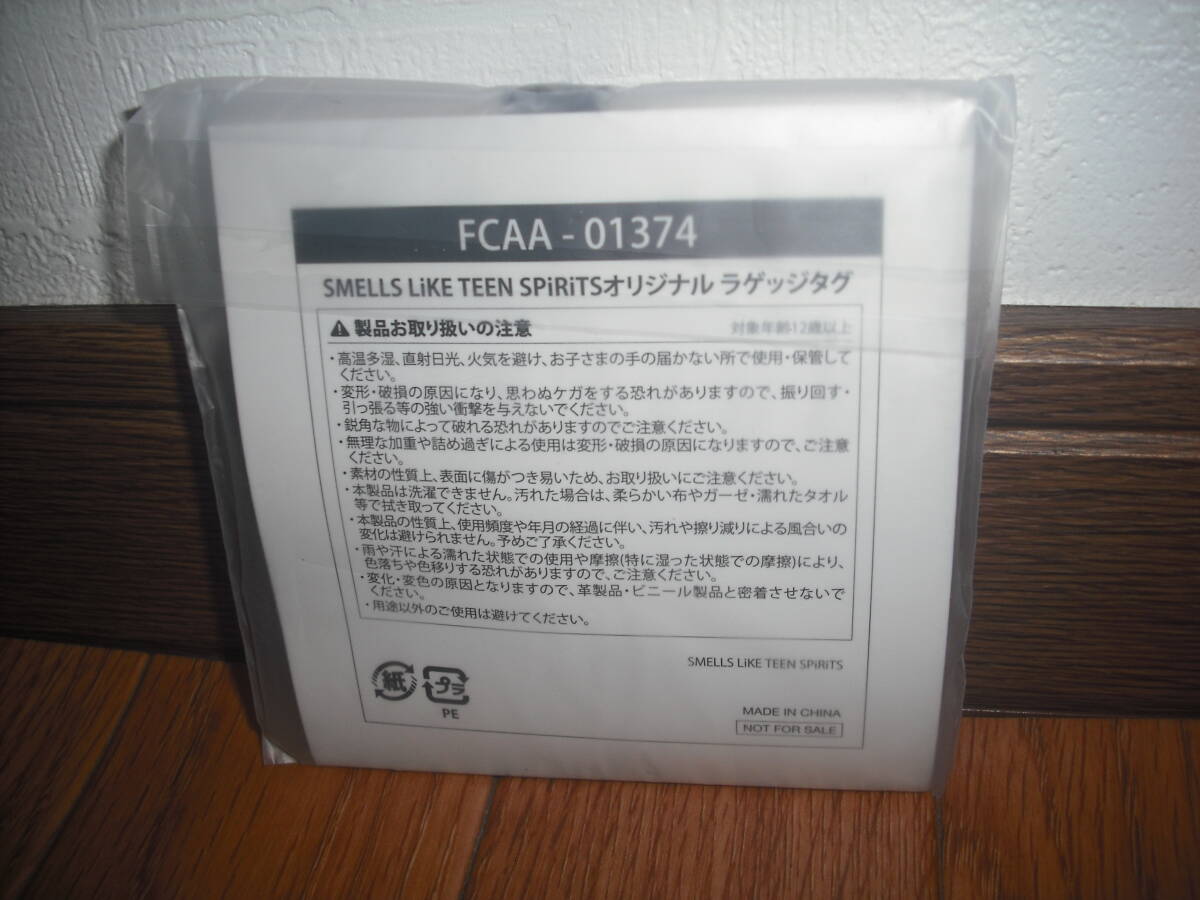 FCAA - 01374
SMELLS LiKE TEEN SPiRiTSオリジナル ラゲッジタグ
製品お取り扱いの注意 対象年齢12歳以上
・高温多湿、直射日光、火気を避け、お子さまの手の届かない所で使用・保管して
ください。
・変形・破損の原因になり、思わぬケガをする恐れがありますので、振り回す・
引っ張る等の強い衝撃を与えないでください。
・鋭角な物によって破れる恐れがありますのでご注意ください。
・無理な加重や詰め過ぎによる使用は変形・破損の原因になりますので、ご注意
ください。
・素材の性質上、表面に傷がつき易いため、お取り扱いにご注意ください。
・本製品は洗濯できません。汚れた場合は、柔らかい布やガーゼ・濡れたタオル
等で拭き取ってください。
・本製品の性質上、使用頻度や年月の経過に伴い、汚れや擦り減りによる風合いの
変化は避けられません。予めご了承ください。
・雨や汗による濡れた状態での使用や摩擦(特に湿った状態での摩擦)により、
色落ちや色移りする恐れがありますので、ご注意ください。
・変化・変色の原因となりますので、革製品・ビニール製品と密着させないで
ください。
・用途以外のご使用は避けてください。
SMELLS LiKE TEEN SPiRiTS
紙 プラ
PE
MADE IN CHINA
NOT FOR SALE